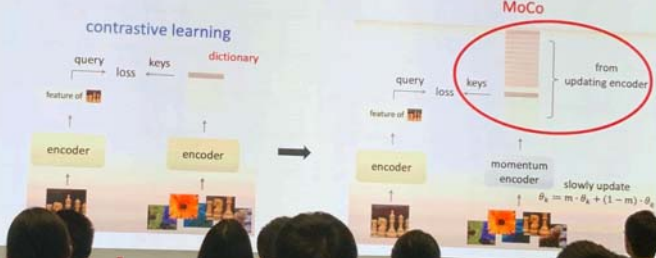 contrastive learning
query
loss
keys
dictionary
feature of
encoder
encoder
MoCo
from
updating encoder
query
loss
keys
feature of
encoder
momentum
encoder
slowly update
θₖ = m · θₖ + (1 − m) · θq